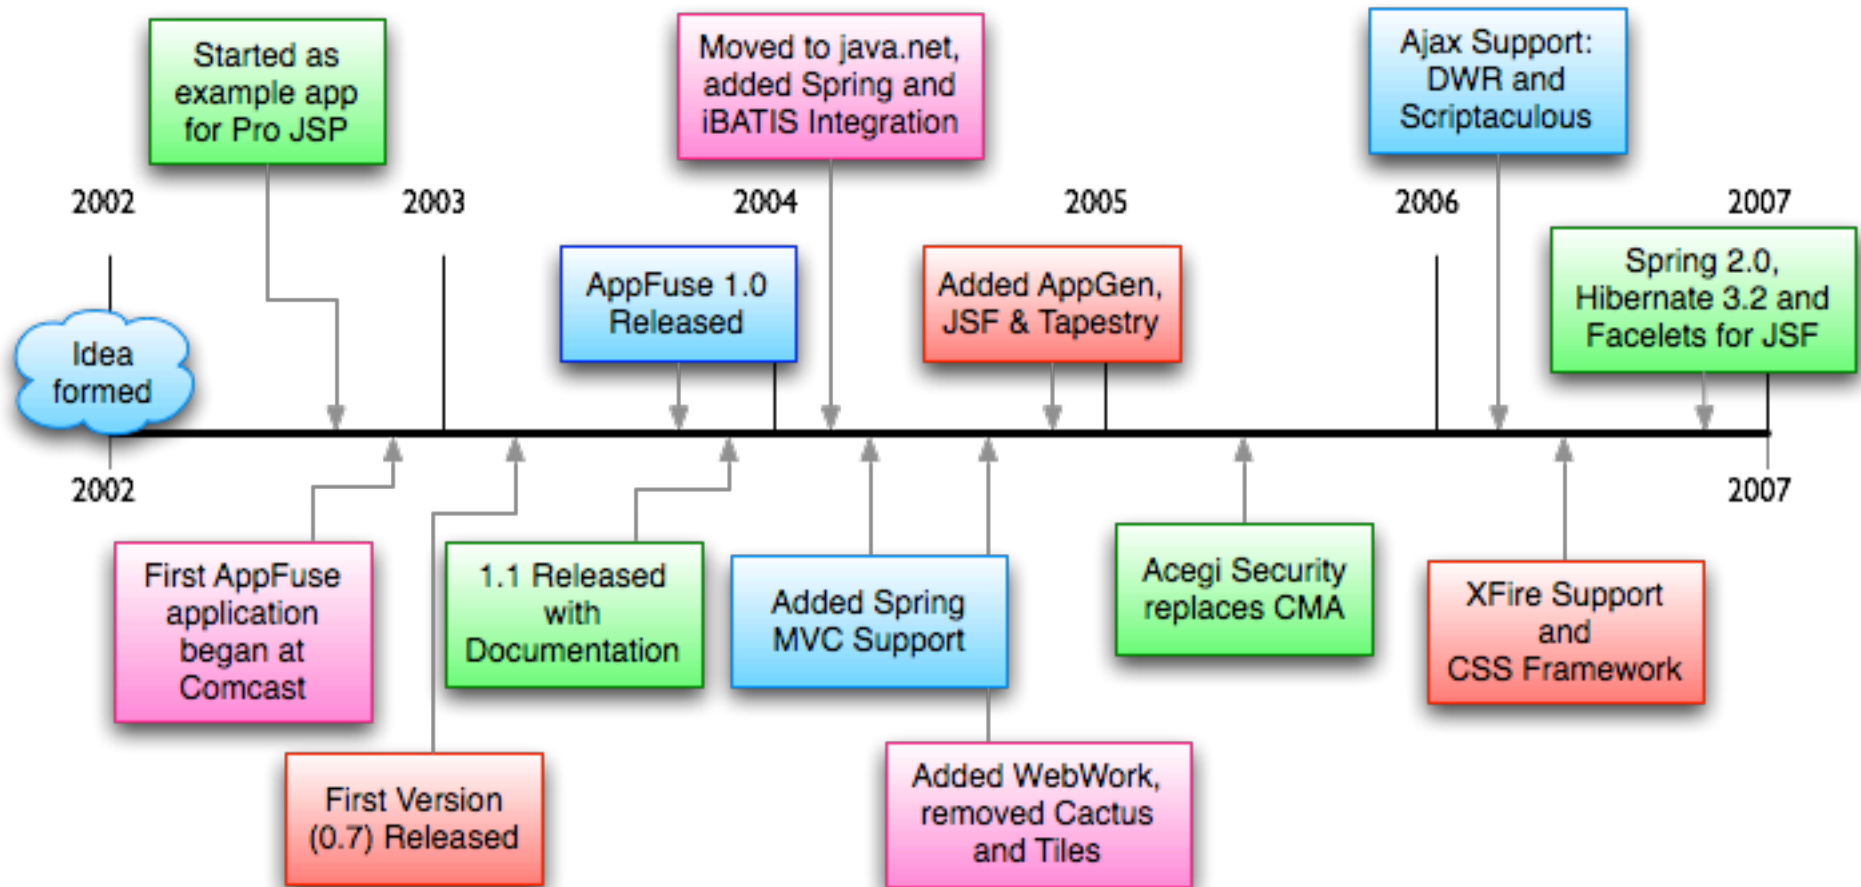 Started as
example app
for Pro JSP
Moved to java.net,
added Spring and
iBATIS Integration
Ajax Support:
DWR and
Scriptaculous
2002
2003
2004
2005
2006
2007
Idea
formed
AppFuse 1.0
Released
Added AppGen,
JSF & Tapestry
Spring 2.0,
Hibernate 3.2 and
Facelets for JSF
2002
2007
First AppFuse
application
began at
Comcast
1.1 Released
with
Documentation
Added Spring
MVC Support
Acegi Security
replaces CMA
XFire Support
and
CSS Framework
First Version
(0.7) Released
Added WebWork,
removed Cactus
and Tiles